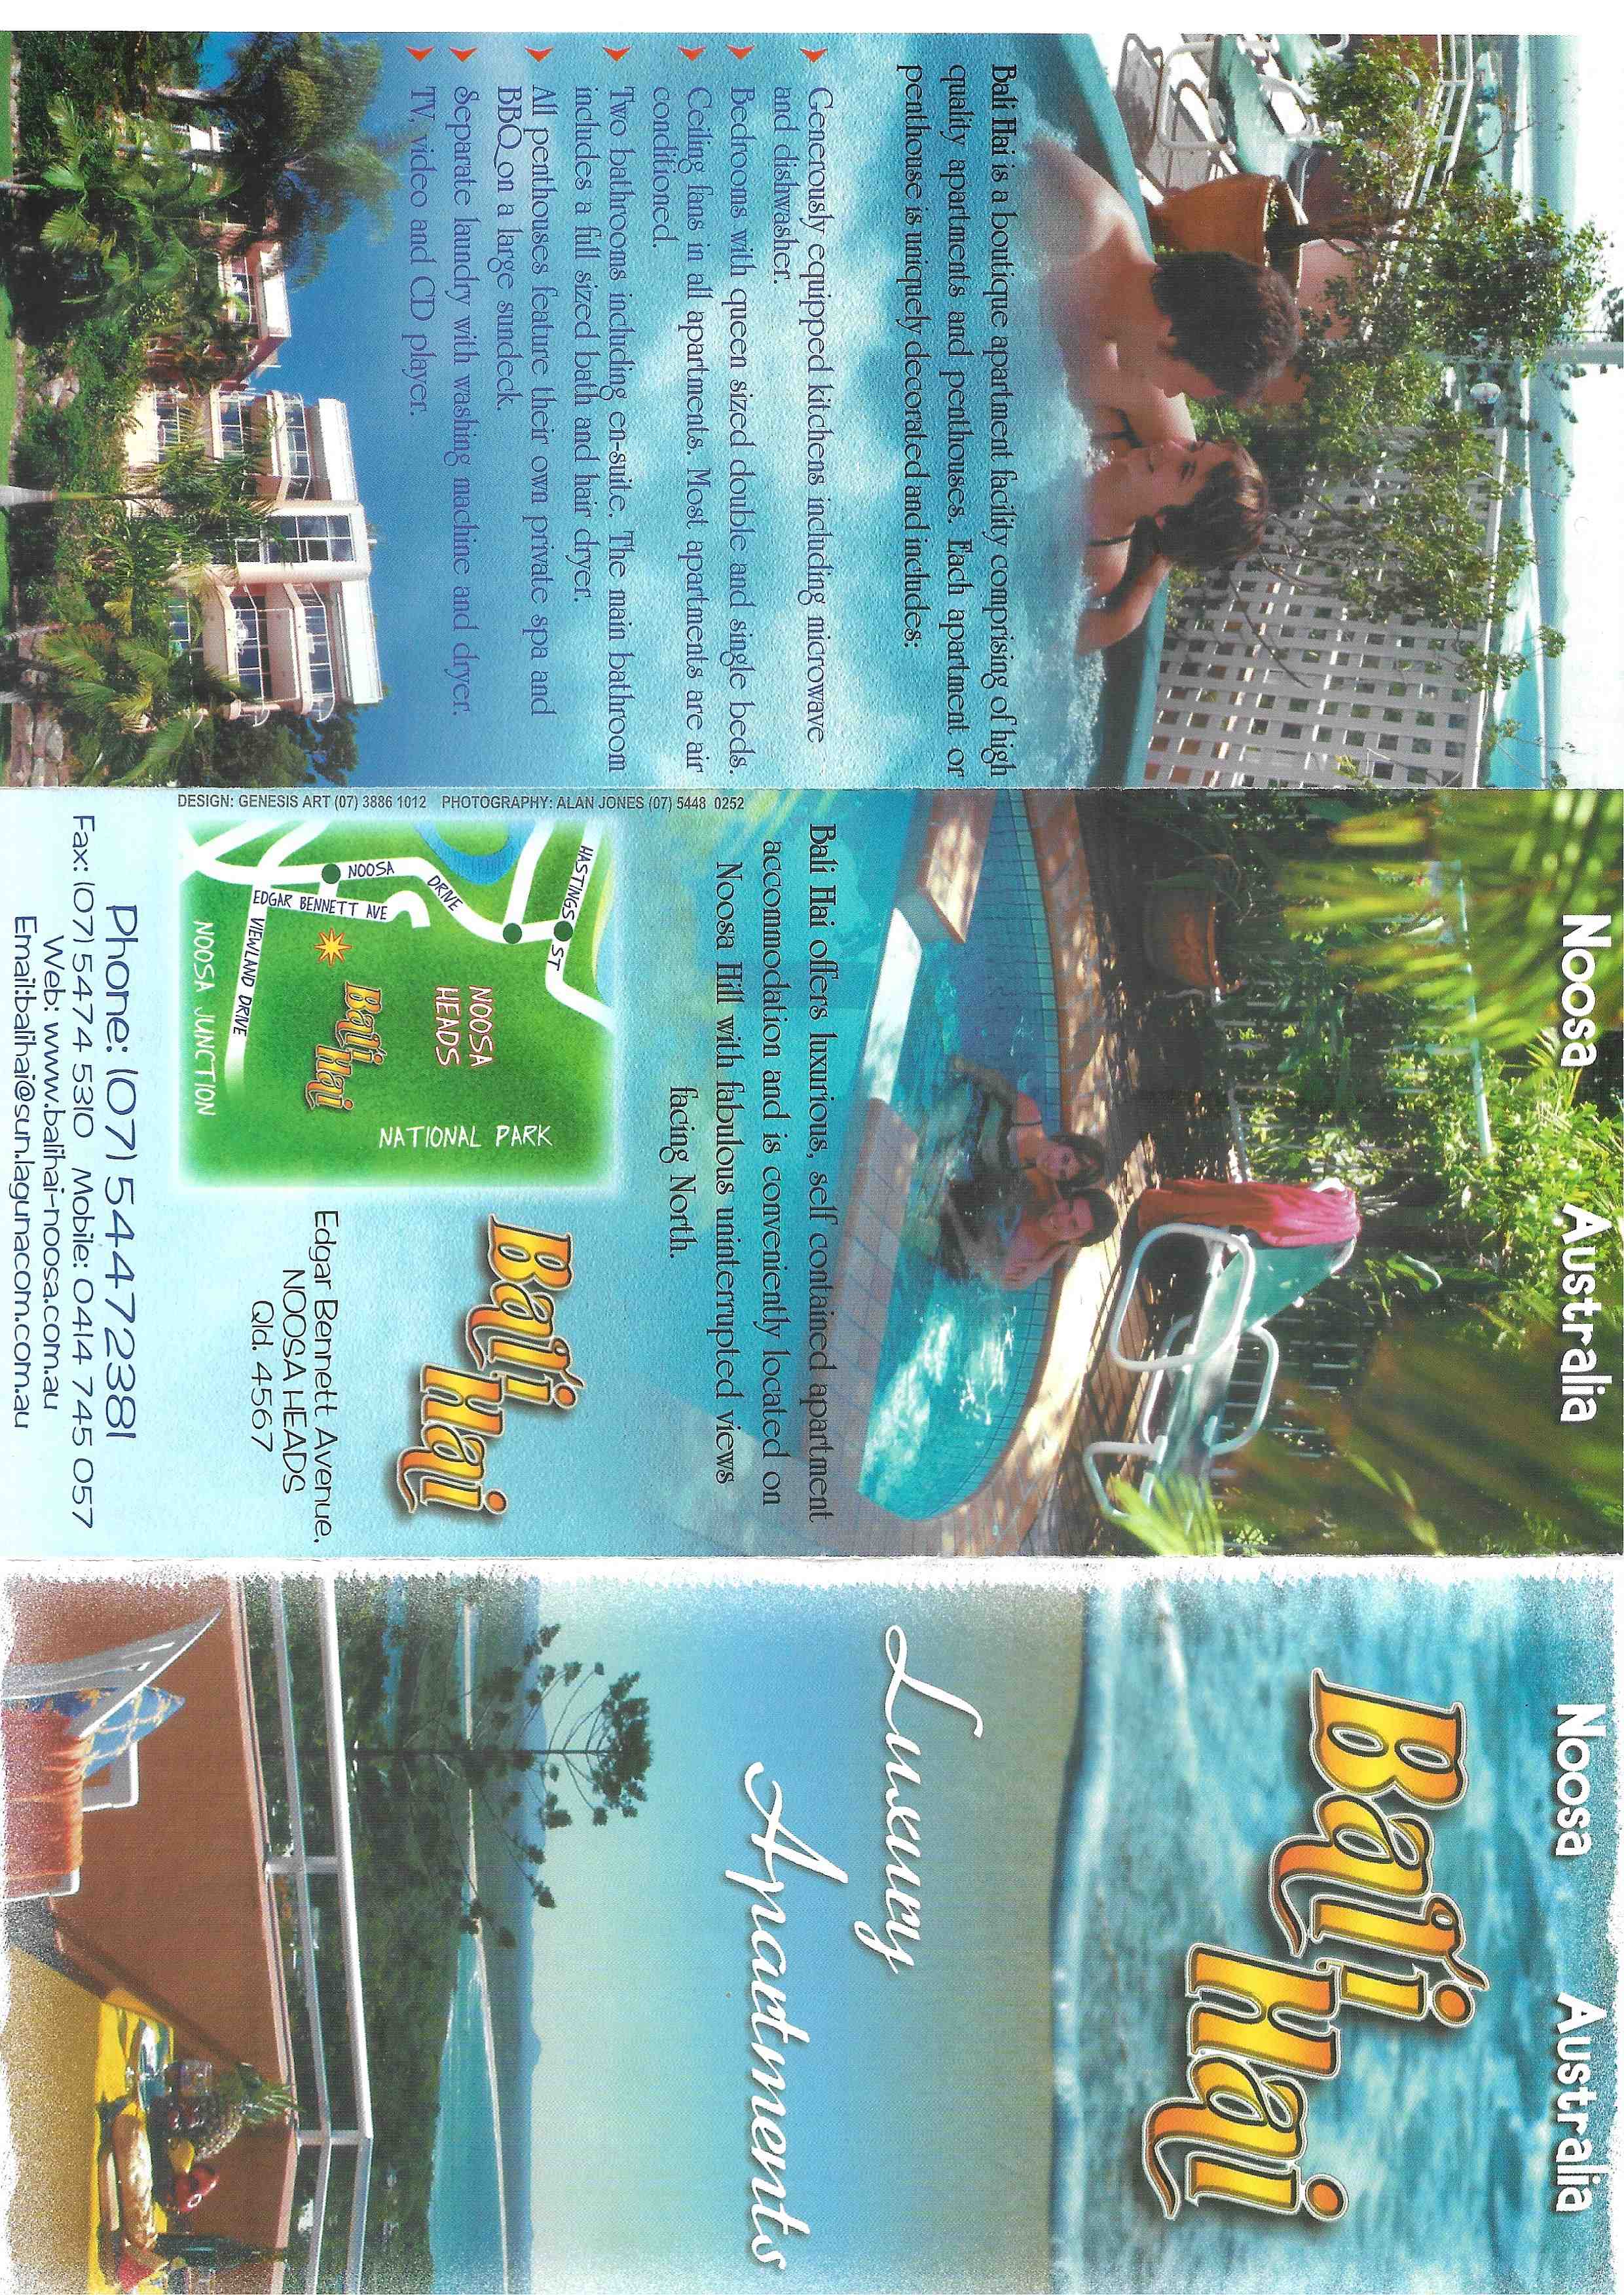 Bali Hai is a boutique apartment facility comprising of high
quality apartments and penthouses. Each apartment or
penthouse is uniquely decorated and includes:
Generously equipped kitchens including microwave
and dishwasher.
Bedrooms with queen sized double and single beds.
Ceiling fans in all apartments. Most apartments are air
conditioned.
Two bathrooms including en-suite. The main bathroom
includes a full sized bath and hair dryer.
All penthouses feature their own private spa and
BBQ on a large sundeck.
Separate laundry with washing machine and dryer.
TV, video and CD player.
Noosa Australia
Bali Hai offers luxurious, self contained apartment
accommodation and is conveniently located on
Noosa Hill with fabulous uninterrupted views
facing North.
DESIGN: GENESIS ART (07) 3886 1012 PHOTOGRAPHY: ALAN JONES (07) 5448 0252
HASTINGS ST
NOOSA DRIVE
EDGAR BENNETT AVE
VIEWLAND DRIVE
NOOSA JUNCTION
NOOSA
HEADS
Bali Hai
NATIONAL PARK
Bali
Hai
Edgar Bennett Avenue,
NOOSA HEADS
Qld. 4567
Phone: (07) 54472381
Fax: (07) 5474 5310 Mobile: 0414 745 057
Web: www.balihai-noosa.com.au
Email:balihai@sun.lagunacom.com.au
Noosa Australia
Bali
Hai
Luxury
Apartments